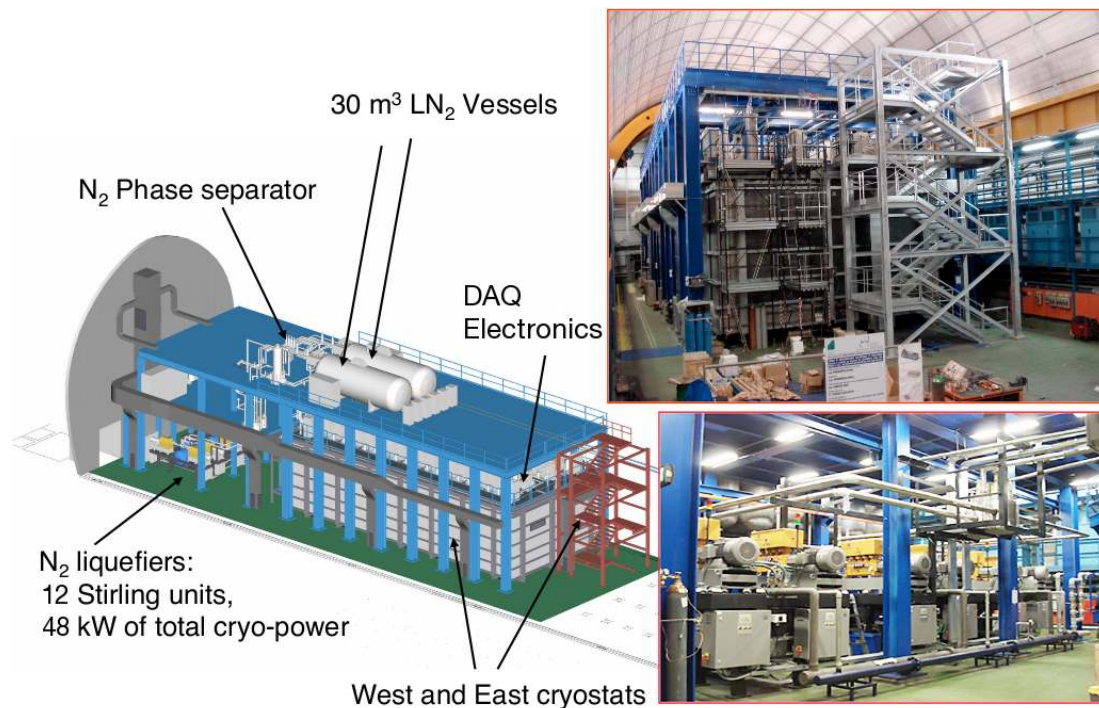 30 m³ LN₂ Vessels
N₂ Phase separator
DAQ
Electronics
N₂ liquefiers:
12 Stirling units,
48 kW of total cryo-power
West and East cryostats